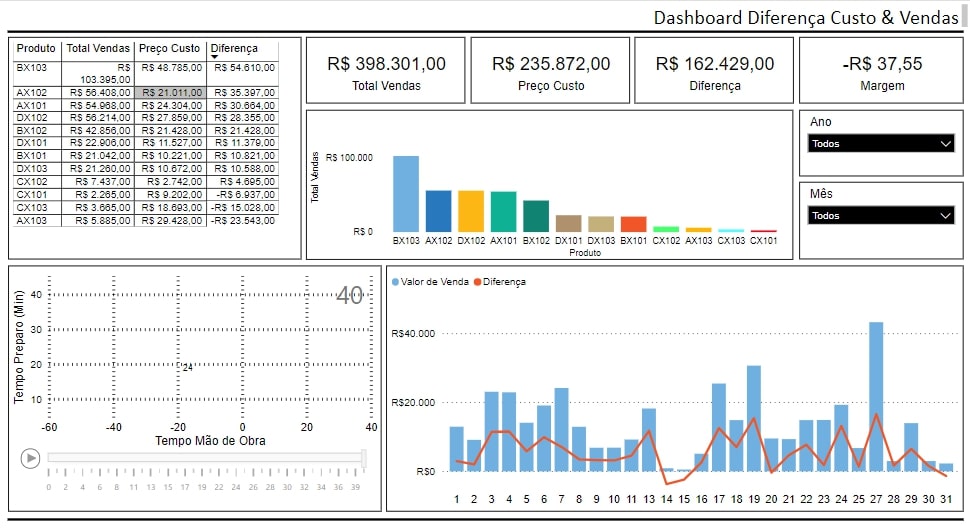 Dashboard Diferença Custo & Vendas
Produto Total Vendas Preço Custo Diferença
BX103 R$ 103.395,00 R$ 48.785,00 R$ 54.610,00
AX102 R$ 56.408,00 R$ 21.011,00 R$ 35.397,00
AX101 R$ 54.968,00 R$ 24.304,00 R$ 30.664,00
DX102 R$ 56.214,00 R$ 27.859,00 R$ 28.355,00
BX102 R$ 42.856,00 R$ 21.428,00 R$ 21.428,00
DX101 R$ 22.906,00 R$ 11.527,00 R$ 11.379,00
BX101 R$ 21.042,00 R$ 10.221,00 R$ 10.821,00
DX103 R$ 21.260,00 R$ 10.672,00 R$ 10.588,00
CX102 R$ 7.437,00 R$ 2.742,00 R$ 4.695,00
CX101 R$ 2.265,00 R$ 9.202,00 -R$ 6.937,00
CX103 R$ 3.665,00 R$ 18.693,00 -R$ 15.028,00
AX103 R$ 5.885,00 R$ 29.428,00 -R$ 23.543,00
R$ 398.301,00
Total Vendas
R$ 235.872,00
Preço Custo
R$ 162.429,00
Diferença
-R$ 37,55
Margem
Total Vendas
R$ 100.000
R$ 0
BX103 AX102 DX102 AX101 BX102 DX101 DX103 BX101 CX102 AX103 CX103 CX101
Produto
Ano
Todos
Mês
Todos
Tempo Preparo (Min)
40
40
30
20
24
10
-60 -40 -20 0 20 40
Tempo Mão de Obra
0 2 4 6 8 10 11 13 14 15 17 18 19 20 22 24 26 28 30 32 34 36 39
Valor de Venda Diferença
R$40.000
R$20.000
R$0
1 2 3 4 5 6 7 8 9 10 11 13 14 15 16 17 18 19 20 21 22 23 24 25 27 28 29 30 31